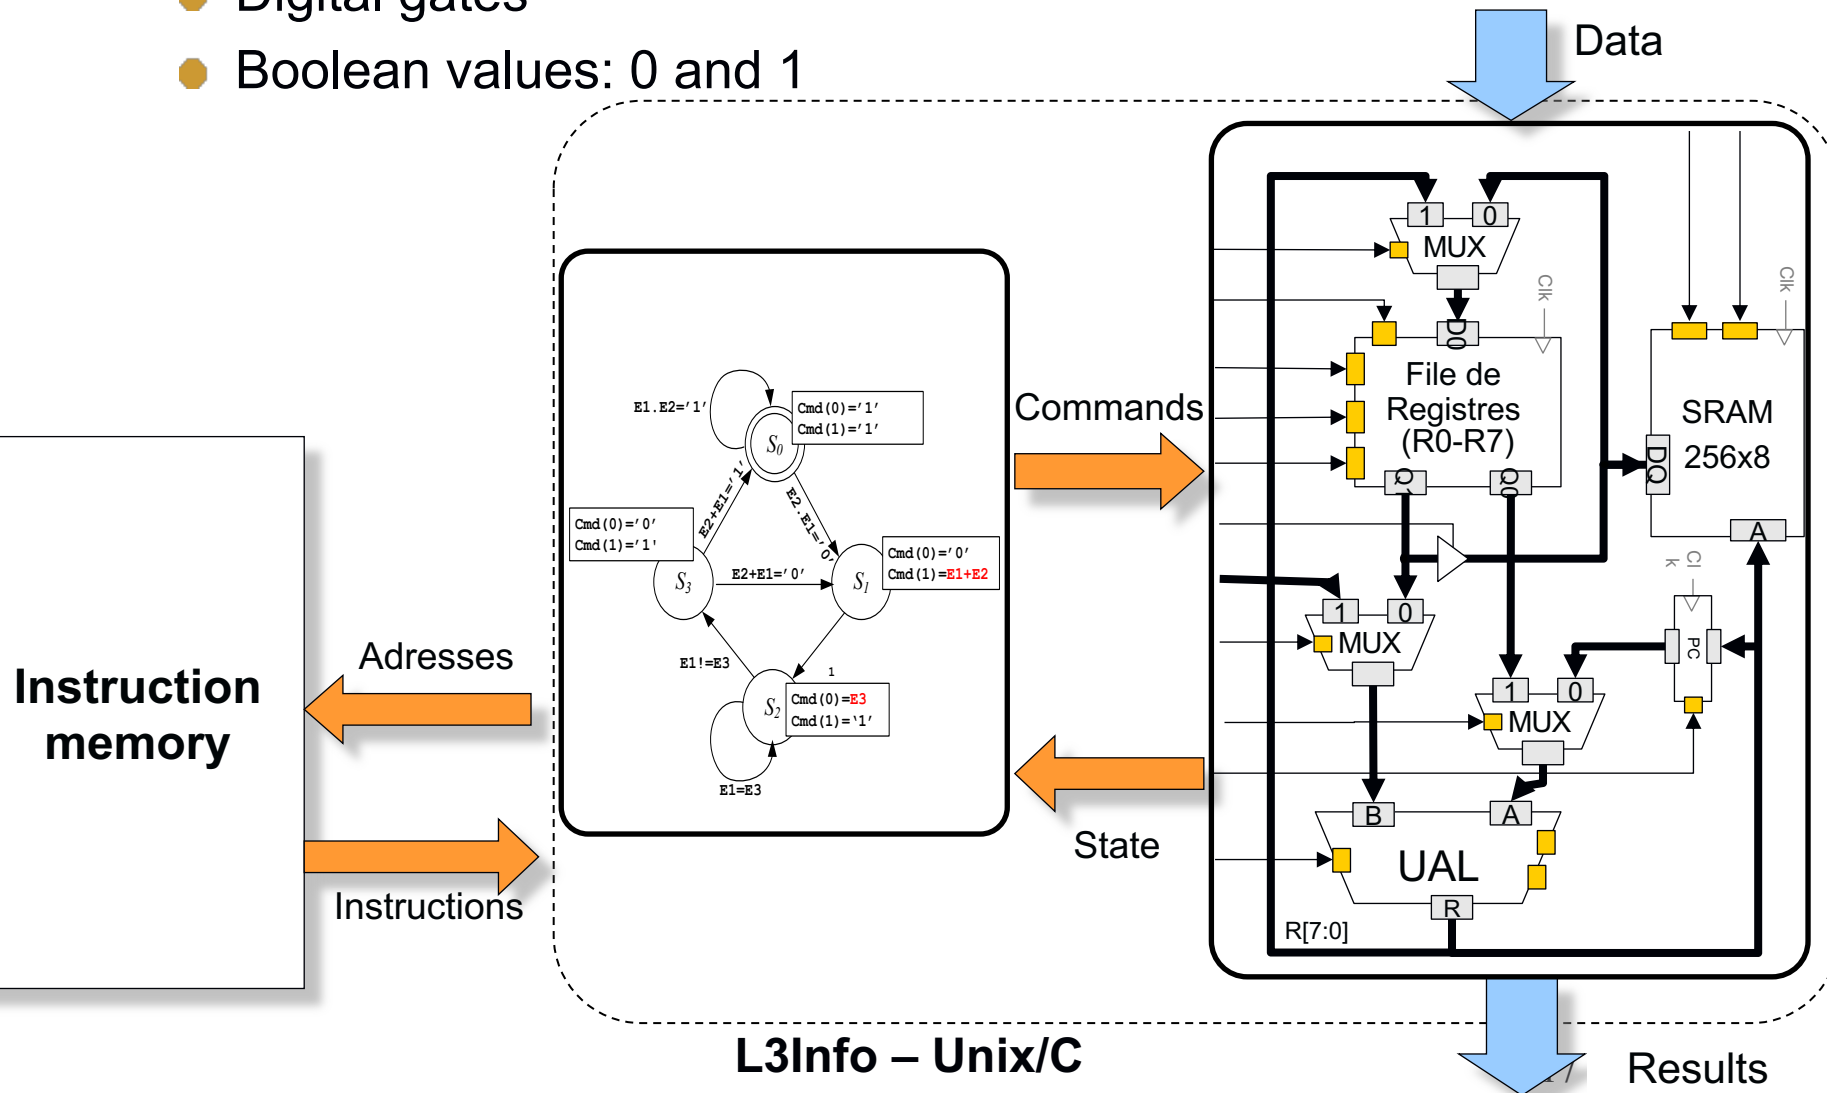 Digital gates
Boolean values: 0 and 1
Data
1
0
MUX
Clk
Clk
D0
File de
Registres
(R0-R7)
SRAM
256x8
DQ
A
Q1
Q0
E1.E2='1'
Cmd(0)='1'
Cmd(1)='1'
S0
Commands
E2+E1='1'
E2.E1='0'
Cmd(0)='0'
Cmd(1)='1'
Cmd(0)='0'
Cmd(1)=E1+E2
S3
E2+E1='0'
S1
Clk
PC
1
0
MUX
Instruction
memory
Adresses
E1!=E3
1
S2
Cmd(0)=E3
Cmd(1)='1'
E1=E3
1
0
MUX
B
A
State
UAL
Instructions
R
R[7:0]
L3Info – Unix/C
Results